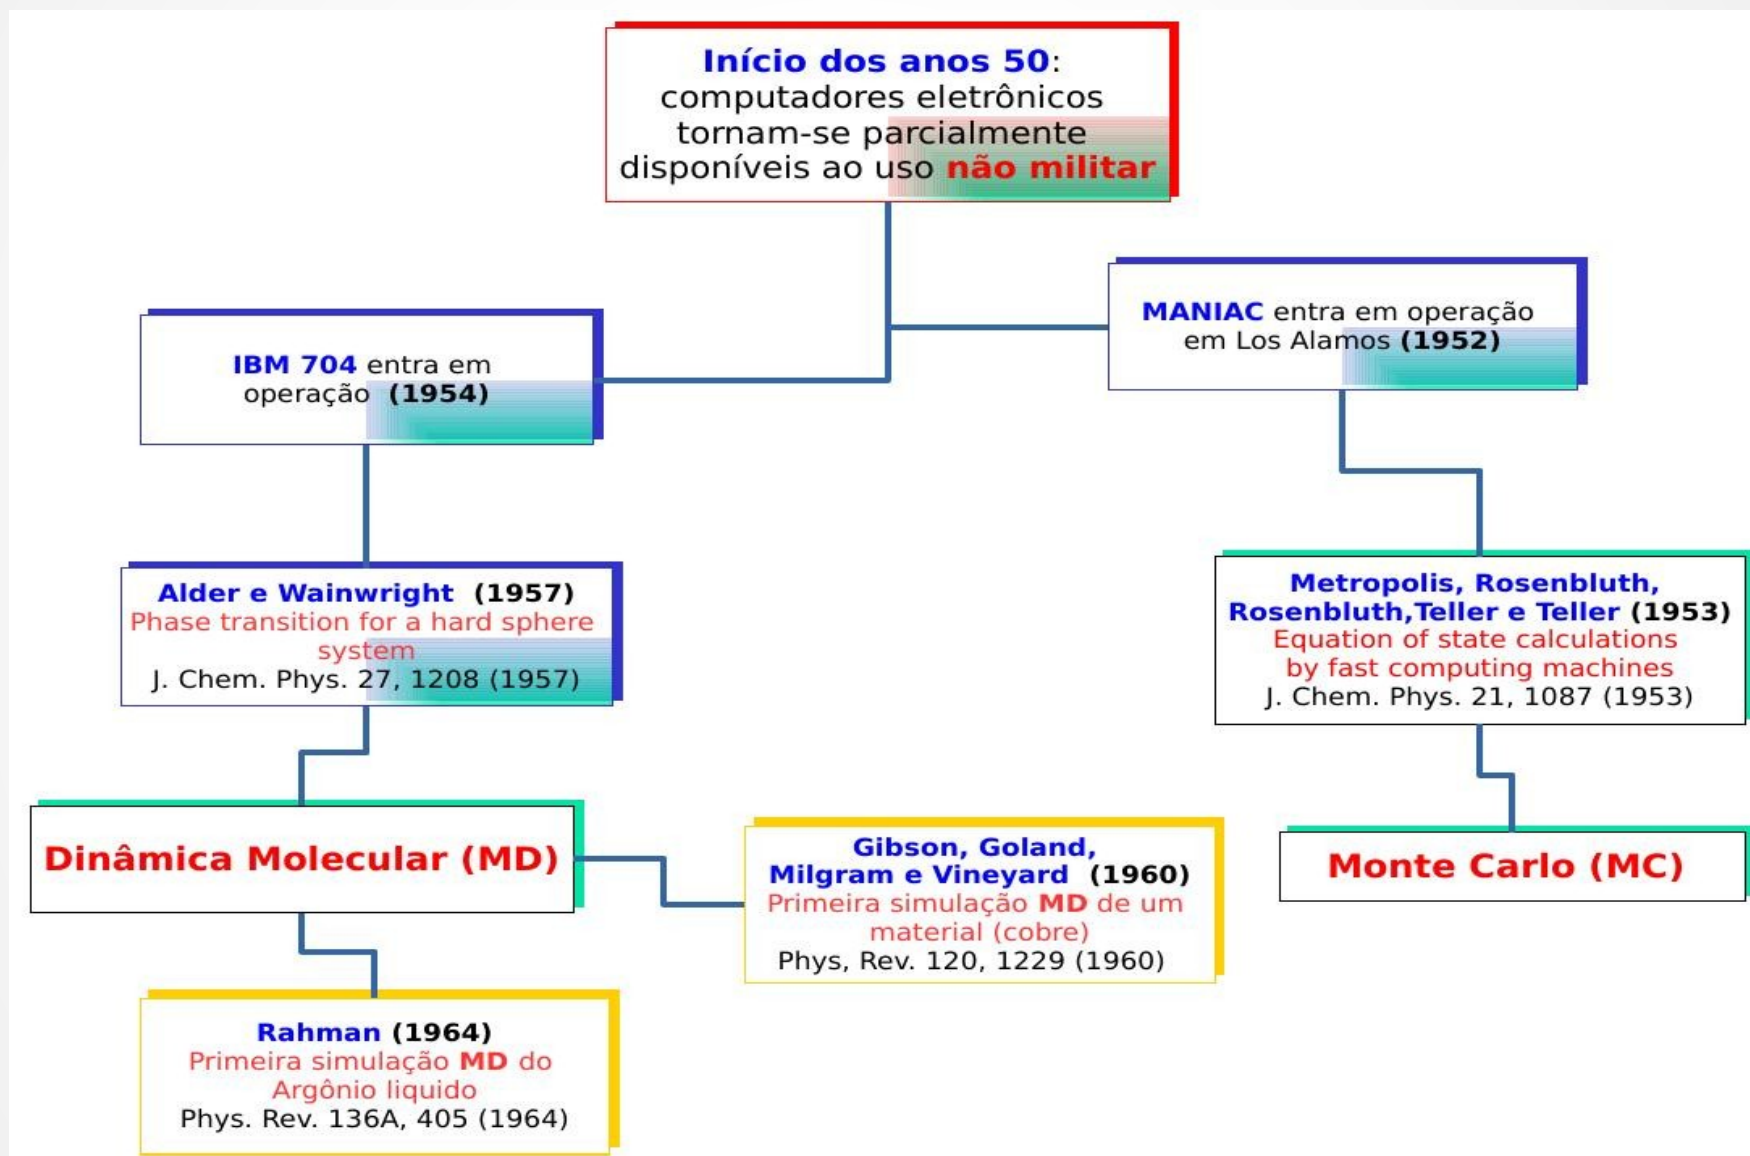 Início dos anos 50:
computadores eletrônicos
tornam-se parcialmente
disponíveis ao uso não militar
MANIAC entra em operação
em Los Alamos (1952)
IBM 704 entra em
operação (1954)
Alder e Wainwright (1957)
Phase transition for a hard sphere
system
J. Chem. Phys. 27, 1208 (1957)
Metropolis, Rosenbluth,
Rosenbluth,Teller e Teller (1953)
Equation of state calculations
by fast computing machines
J. Chem. Phys. 21, 1087 (1953)
Dinâmica Molecular (MD)
Gibson, Goland,
Milgram e Vineyard (1960)
Primeira simulação MD de um
material (cobre)
Phys, Rev. 120, 1229 (1960)
Monte Carlo (MC)
Rahman (1964)
Primeira simulação MD do
Argônio liquido
Phys. Rev. 136A, 405 (1964)